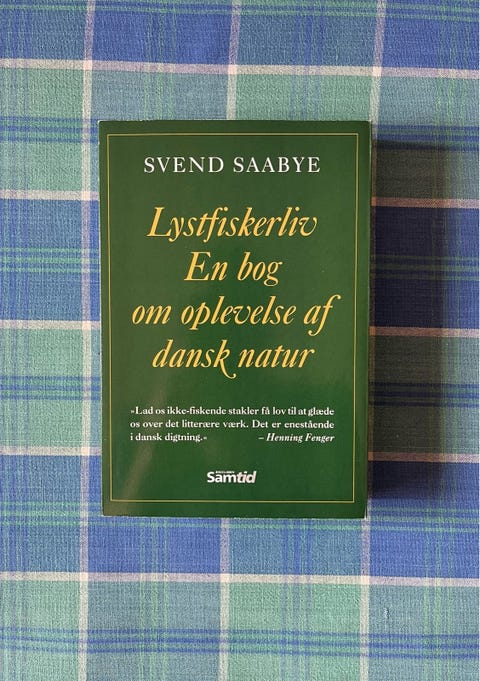 SVEND SAABYE
Lystfiskerliv
En bog
om oplevelse af
dansk natur
»Lad os ikke-fiskende stakler få lov til at glæde
os over det litterære værk. Det er enestående
i dansk digtning.« – Henning Fenger
Samtid